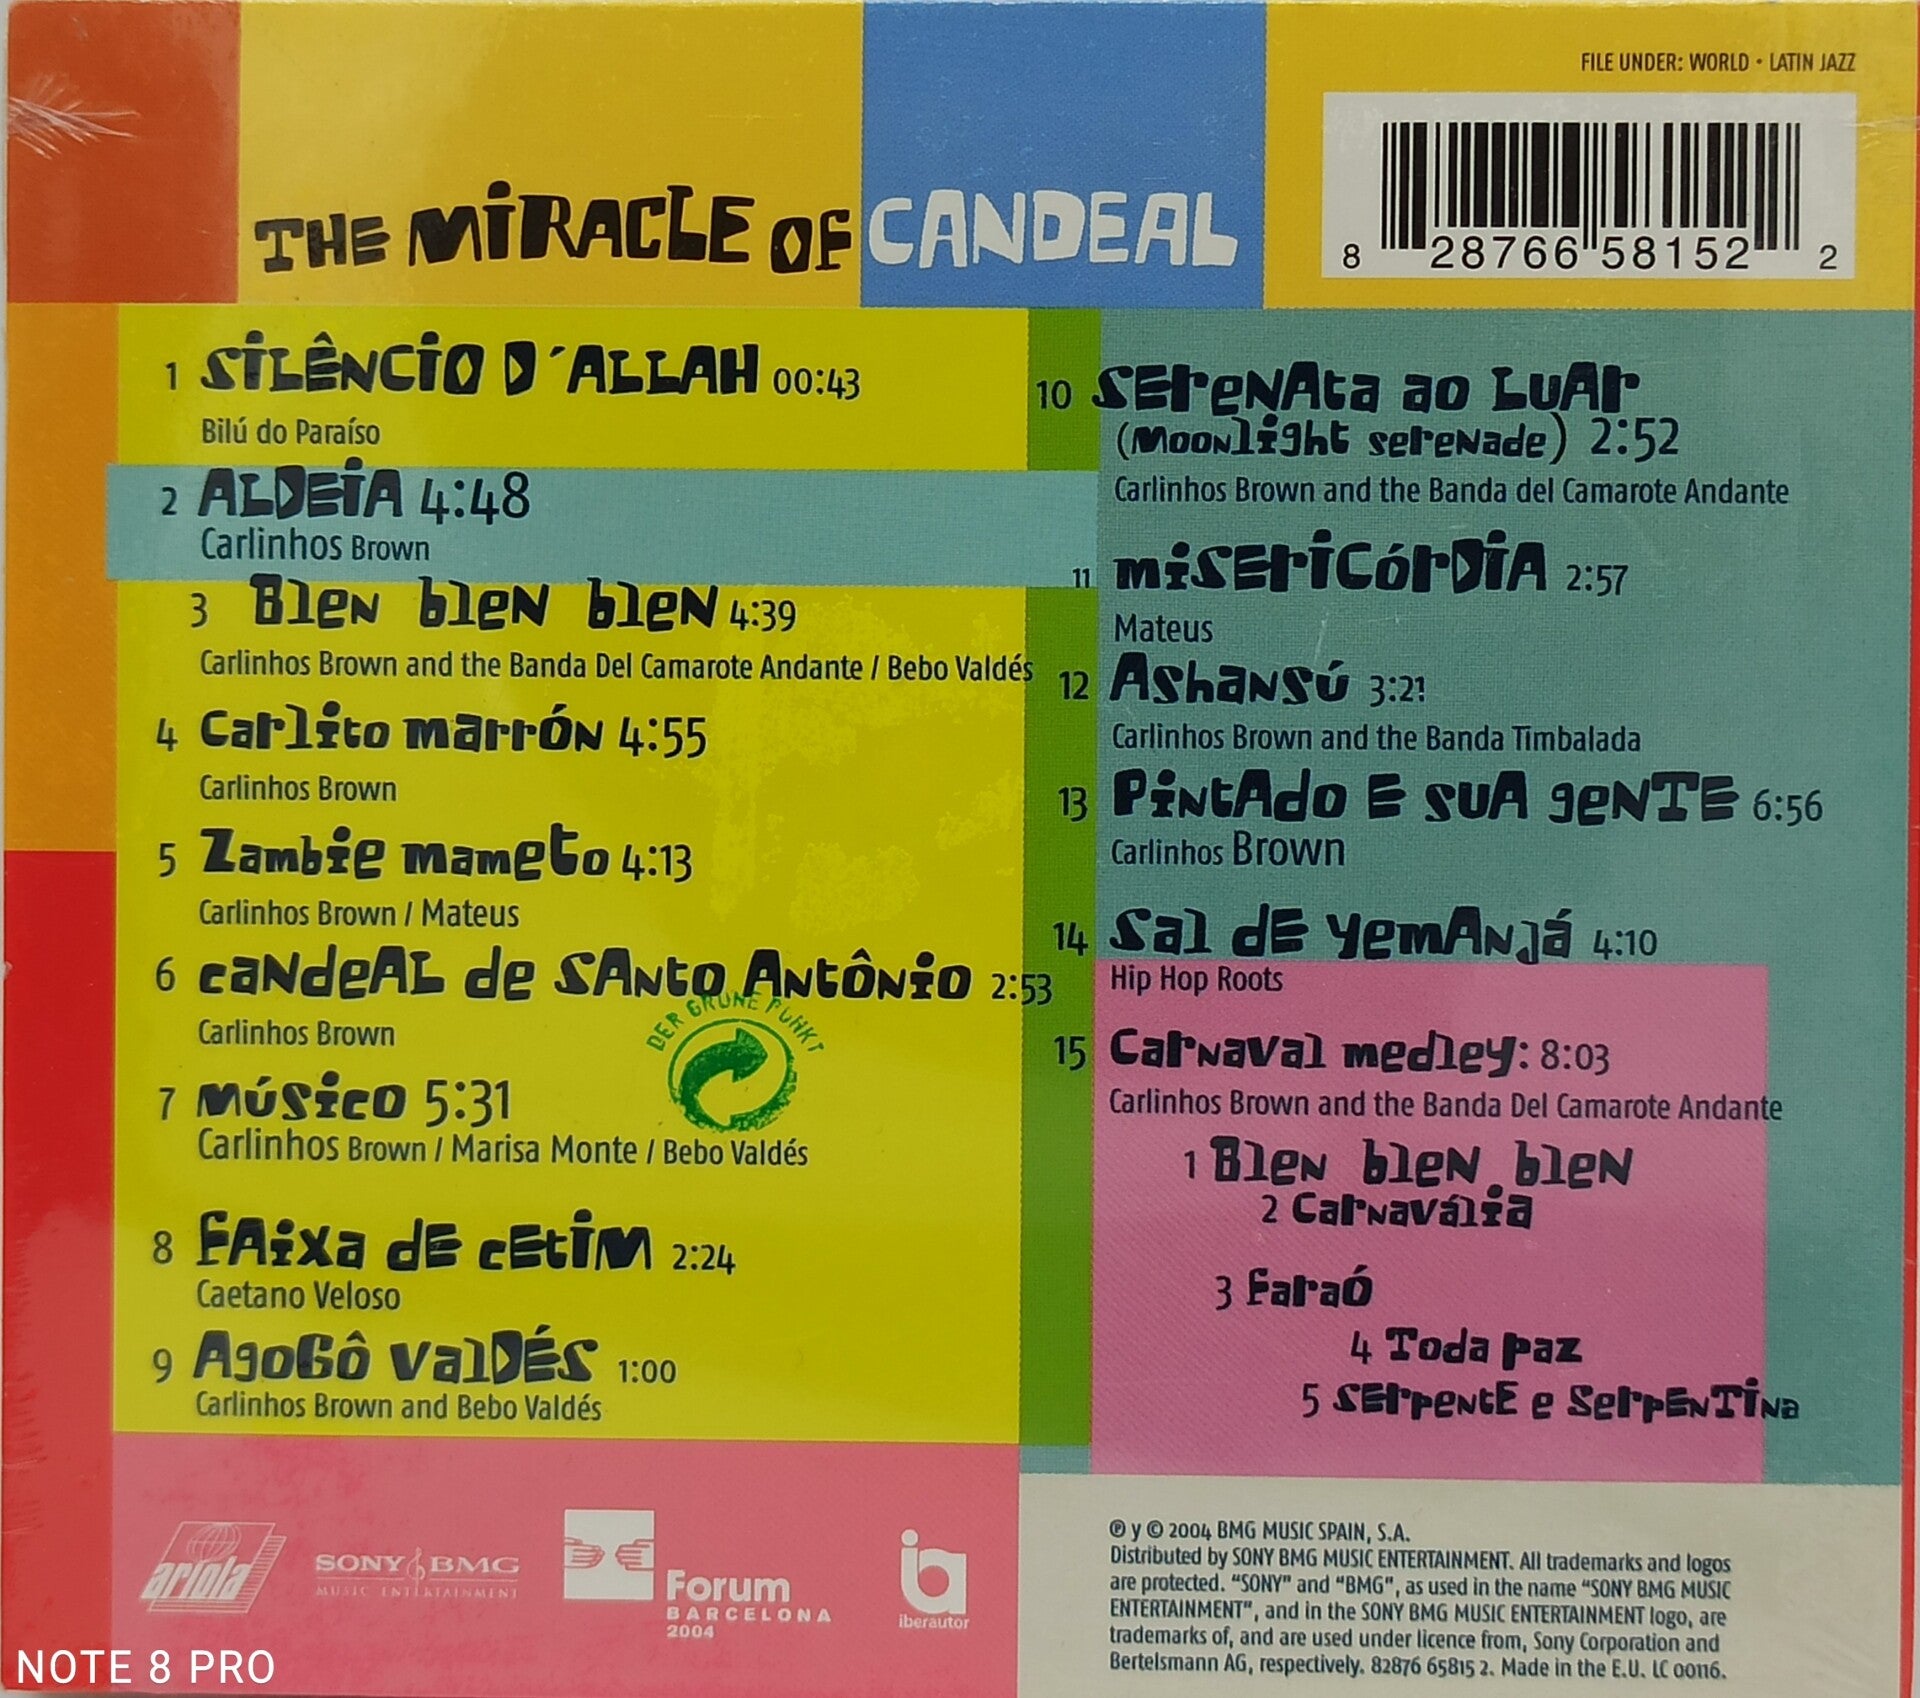 FILE UNDER: WORLD • LATIN JAZZ
8 28766 58152 2
THE MIRACLE OF CANDEAL
1 SILÊNCIO D´ALLAH 00:43
Bilú do Paraíso
2 ALDEIA 4:48
Carlinhos Brown
3 Blen blen blen 4:39
Carlinhos Brown and the Banda Del Camarote Andante / Bebo Valdés
4 Carlito marrón 4:55
Carlinhos Brown
5 Zambie mameto 4:13
Carlinhos Brown / Mateus
6 candeal de Santo Antônio 2:53
Carlinhos Brown
DER GRÜNE PUNKT
7 músico 5:31
Carlinhos Brown / Marisa Monte / Bebo Valdés
8 Faixa de cetim 2:24
Caetano Veloso
9 Agogô Valdés 1:00
Carlinhos Brown and Bebo Valdés
10 Serenata ao Luar
(Moonlight serenade) 2:52
Carlinhos Brown and the Banda del Camarote Andante
11 misericórdia 2:57
Mateus
12 Ashansú 3:21
Carlinhos Brown and the Banda Timbalada
13 Pintado e sua gente 6:56
Carlinhos Brown
14 Sal de yemanjá 4:10
Hip Hop Roots
15 Carnaval medley: 8:03
Carlinhos Brown and the Banda Del Camarote Andante
1 Blen blen blen
2 Carnavália
3 faraó
4 Toda paz
5 Serpente e Serpentina
ariola
SONY BMG
MUSIC ENTERTAINMENT
Forum
BARCELONA
2004
ia
iberautor
℗ y © 2004 BMG MUSIC SPAIN, S.A.
Distributed by SONY BMG MUSIC ENTERTAINMENT. All trademarks and logos
are protected. "SONY" and "BMG", as used in the name "SONY BMG MUSIC
ENTERTAINMENT", and in the SONY BMG MUSIC ENTERTAINMENT logo, are
trademarks of, and are used under licence from, Sony Corporation and
Bertelsmann AG, respectively. 82876 65815 2. Made in the E.U. LC 00116.
NOTE 8 PRO